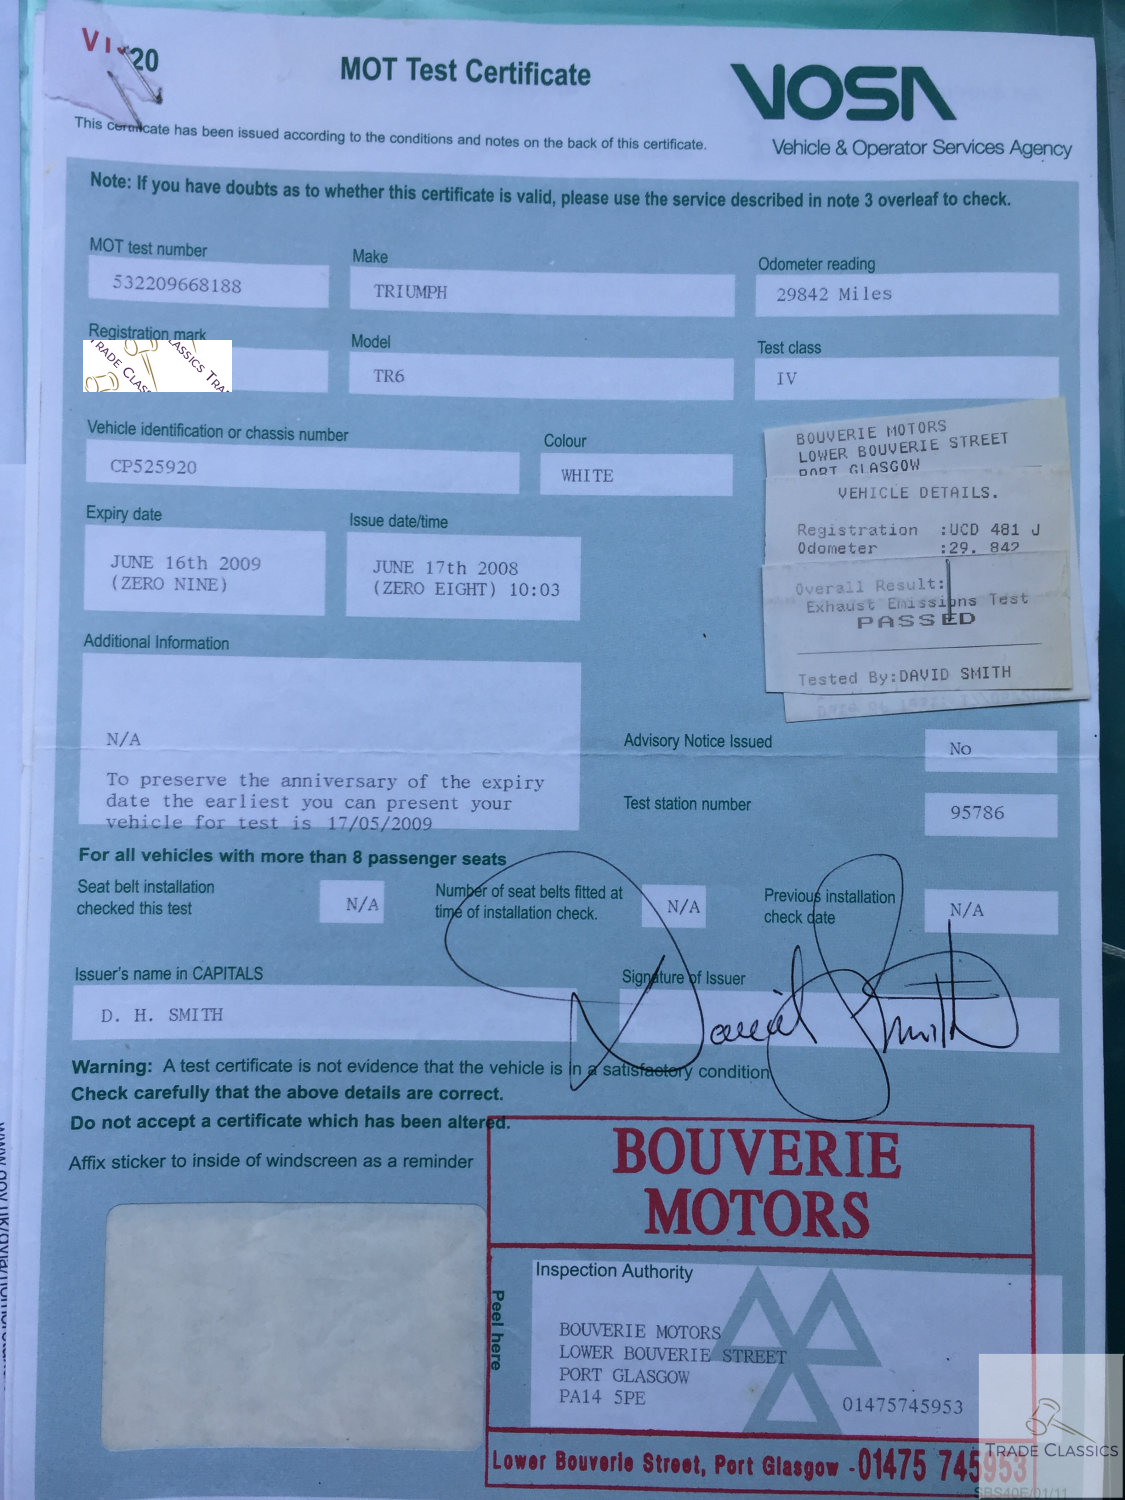 20
MOT Test Certificate
VOSA
Vehicle & Operator Services Agency
This certificate has been issued according to the conditions and notes on the back of this certificate.
Note: If you have doubts as to whether this certificate is valid, please use the service described in note 3 overleaf to check.
MOT test number
532209668188
Make
TRIUMPH
Odometer reading
29842 Miles
Registration mark
TRADE CLASSICS
Model
TR6
Test class
IV
Vehicle identification or chassis number
CP525920
Colour
WHITE
BOUVERIE MOTORS
LOWER BOUVERIE STREET
PORT GLASGOW
VEHICLE DETAILS.
Registration :UCD 481 J
Odometer :29. 842
Overall Result:
Exhaust Emissions Test
PASSED
Tested By:DAVID SMITH
Expiry date
JUNE 16th 2009
(ZERO NINE)
Issue date/time
JUNE 17th 2008
(ZERO EIGHT) 10:03
Additional Information
N/A
To preserve the anniversary of the expiry
date the earliest you can present your
vehicle for test is 17/05/2009
Advisory Notice Issued
No
Test station number
95786
For all vehicles with more than 8 passenger seats
Seat belt installation
checked this test
N/A
Number of seat belts fitted at
time of installation check.
N/A
Previous installation
check date
N/A
Issuer's name in CAPITALS
D. H. SMITH
Signature of Issuer
David Smith
Warning: A test certificate is not evidence that the vehicle is in a satisfactory condition
Check carefully that the above details are correct.
Do not accept a certificate which has been altered.
Affix sticker to inside of windscreen as a reminder
BOUVERIE
MOTORS
Peel here
Inspection Authority
BOUVERIE MOTORS
LOWER BOUVERIE STREET
PORT GLASGOW
PA14 5PE
01475745953
Lower Bouverie Street, Port Glasgow - 01475 745953
TRADE CLASSICS